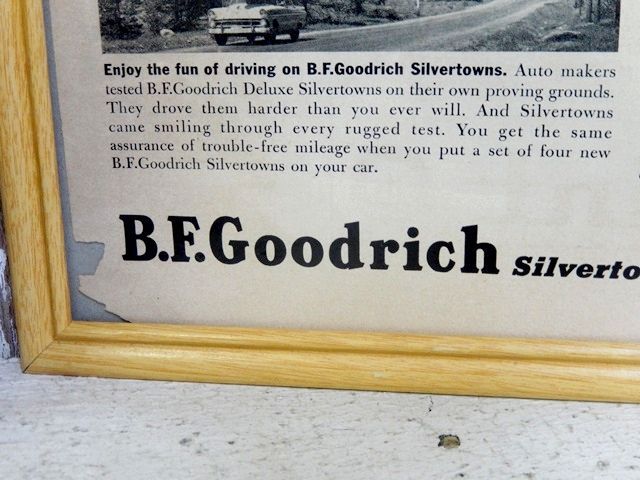 Enjoy the fun of driving on B.F.Goodrich Silvertowns. Auto makers
tested B.F.Goodrich Deluxe Silvertowns on their own proving grounds.
They drove them harder than you ever will. And Silvertowns
came smiling through every rugged test. You get the same
assurance of trouble-free mileage when you put a set of four new
B.F.Goodrich Silvertowns on your car.
B.F.Goodrich Silverto